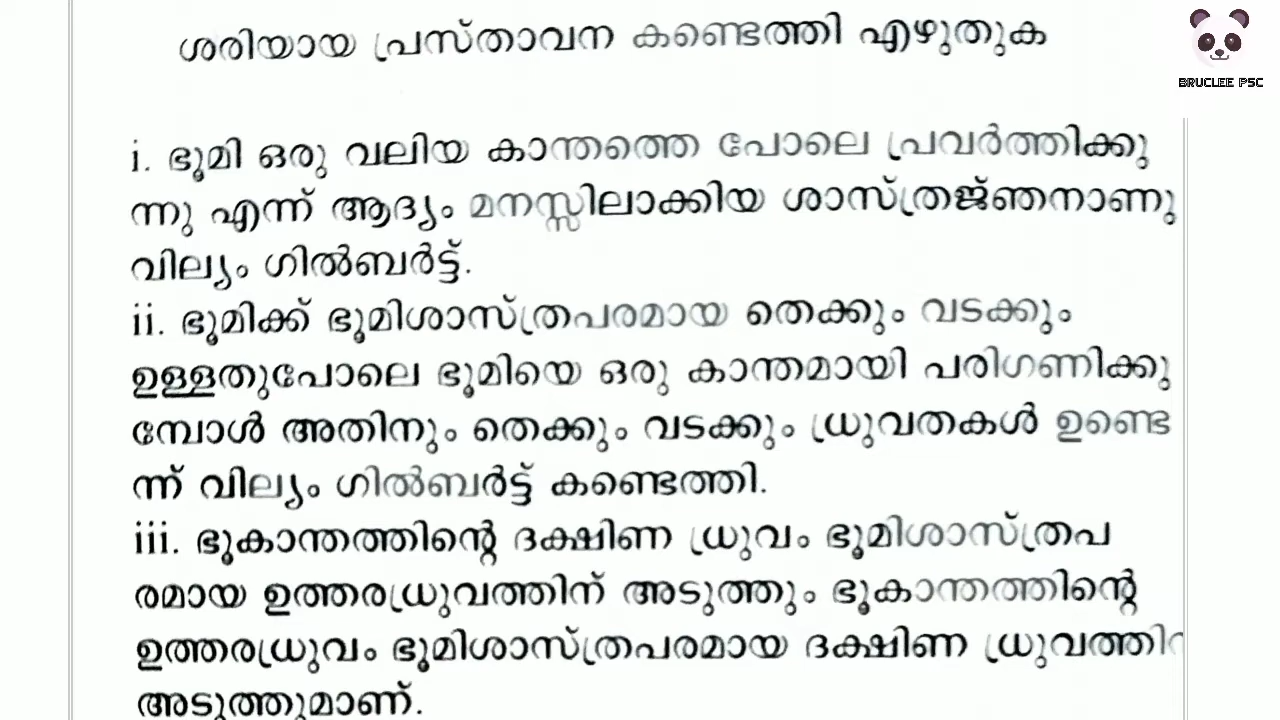 ശരിയായ പ്രസ്താവന കണ്ടെത്തി എഴുതുക
BRUCLEE PSC
i. ഭൂമി ഒരു വലിയ കാന്തത്തെ പോലെ പ്രവർത്തിക്കു
ന്നു എന്ന് ആദ്യം മനസ്സിലാക്കിയ ശാസ്ത്രജ്ഞനാണു
വില്യം ഗിൽബർട്ട്.
ii. ഭൂമിക്ക് ഭൂമിശാസ്ത്രപരമായ തെക്കും വടക്കും
ഉള്ളതുപോലെ ഭൂമിയെ ഒരു കാന്തമായി പരിഗണിക്കു
മ്പോൾ അതിനും തെക്കും വടക്കും ധ്രുവതകൾ ഉണ്ടെ
ന്ന് വില്യം ഗിൽബർട്ട് കണ്ടെത്തി.
iii. ഭൂകാന്തത്തിന്റെ ദക്ഷിണ ധ്രുവം ഭൂമിശാസ്ത്രപ
രമായ ഉത്തരധ്രുവത്തിന് അടുത്തും ഭൂകാന്തത്തിന്റെ
ഉത്തരധ്രുവം ഭൂമിശാസ്ത്രപരമായ ദക്ഷിണ
അടുത്തുമാണ്.